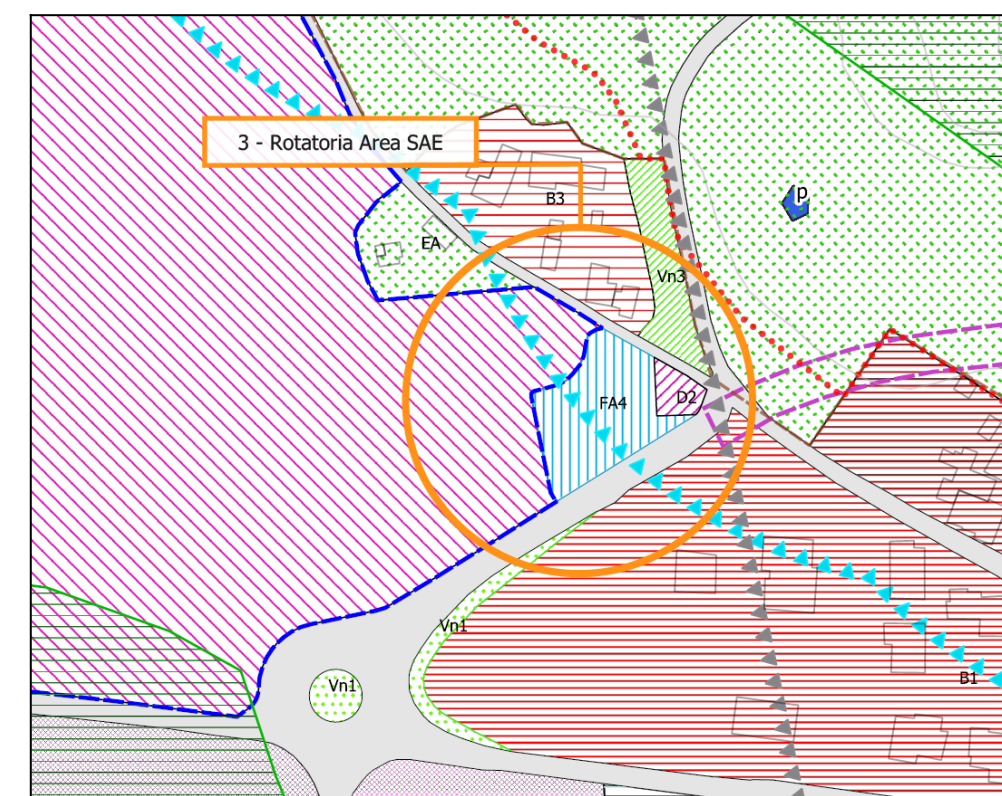 3 - Rotatoria Area SAE
p
B3
EA
Vn3
D2
FA4
Vn1
B1
Vn1